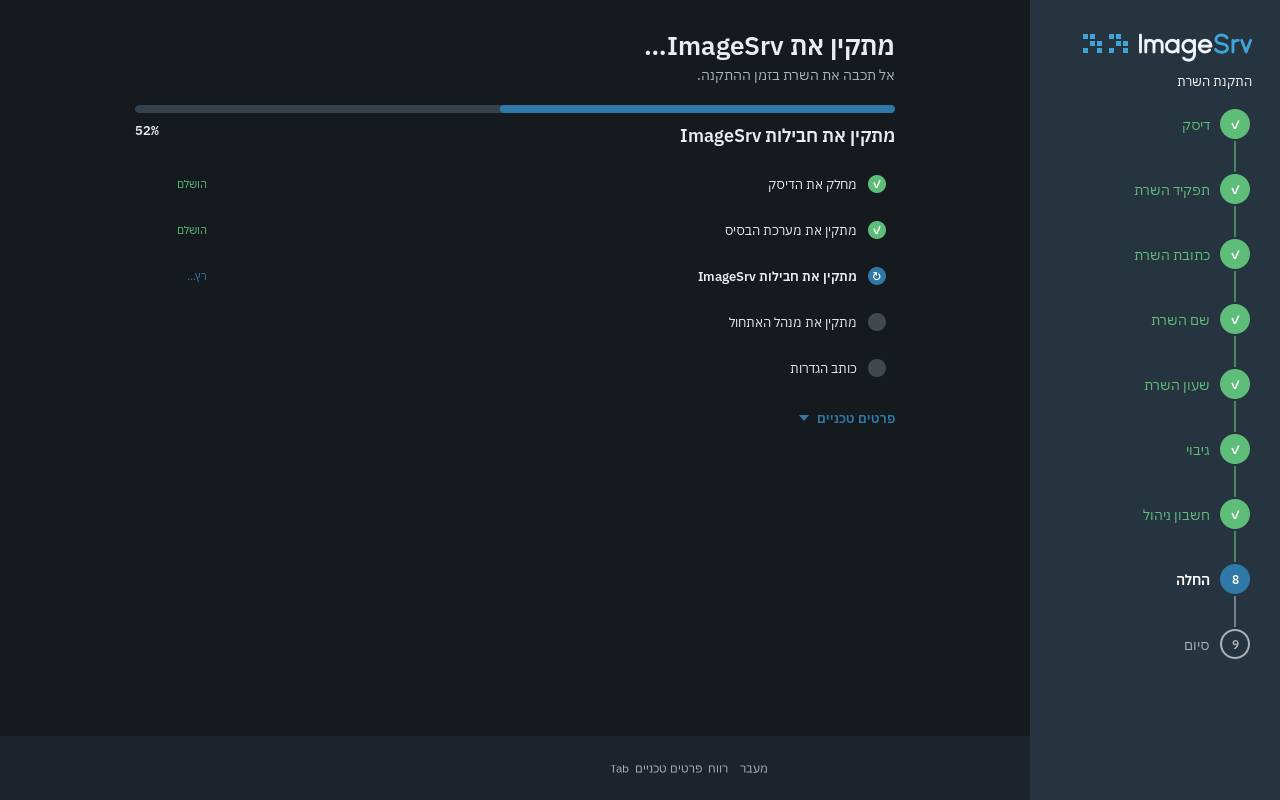 ImageSrv
התקנת השרת
דיסק
תפקיד השרת
כתובת השרת
שם השרת
שעון השרת
גיבוי
חשבון ניהול
8 החלה
9 סיום
מתקין את ImageSrv...
אל תכבה את השרת בזמן ההתקנה.
מתקין את חבילות ImageSrv 52%
מחלק את הדיסק הושלם
מתקין את מערכת הבסיס הושלם
מתקין את חבילות ImageSrv רץ...
מתקין את מנהל האתחול
כותב הגדרות
פרטים טכניים
מעבר רווח פרטים טכניים Tab